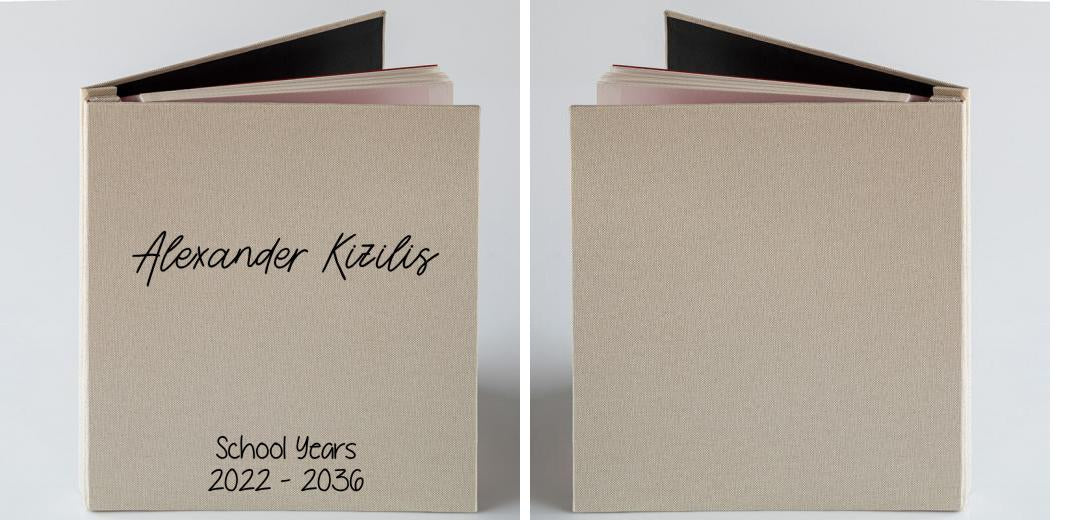 Alexander Kizilis
School Years
2022 - 2036